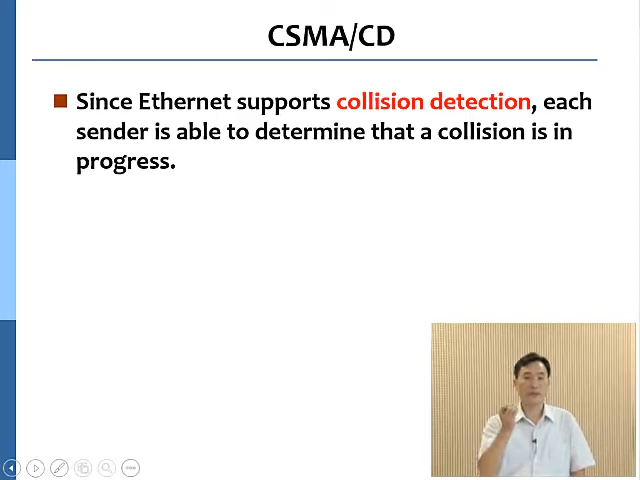 CSMA/CD
Since Ethernet supports collision detection, each
sender is able to determine that a collision is in
progress.